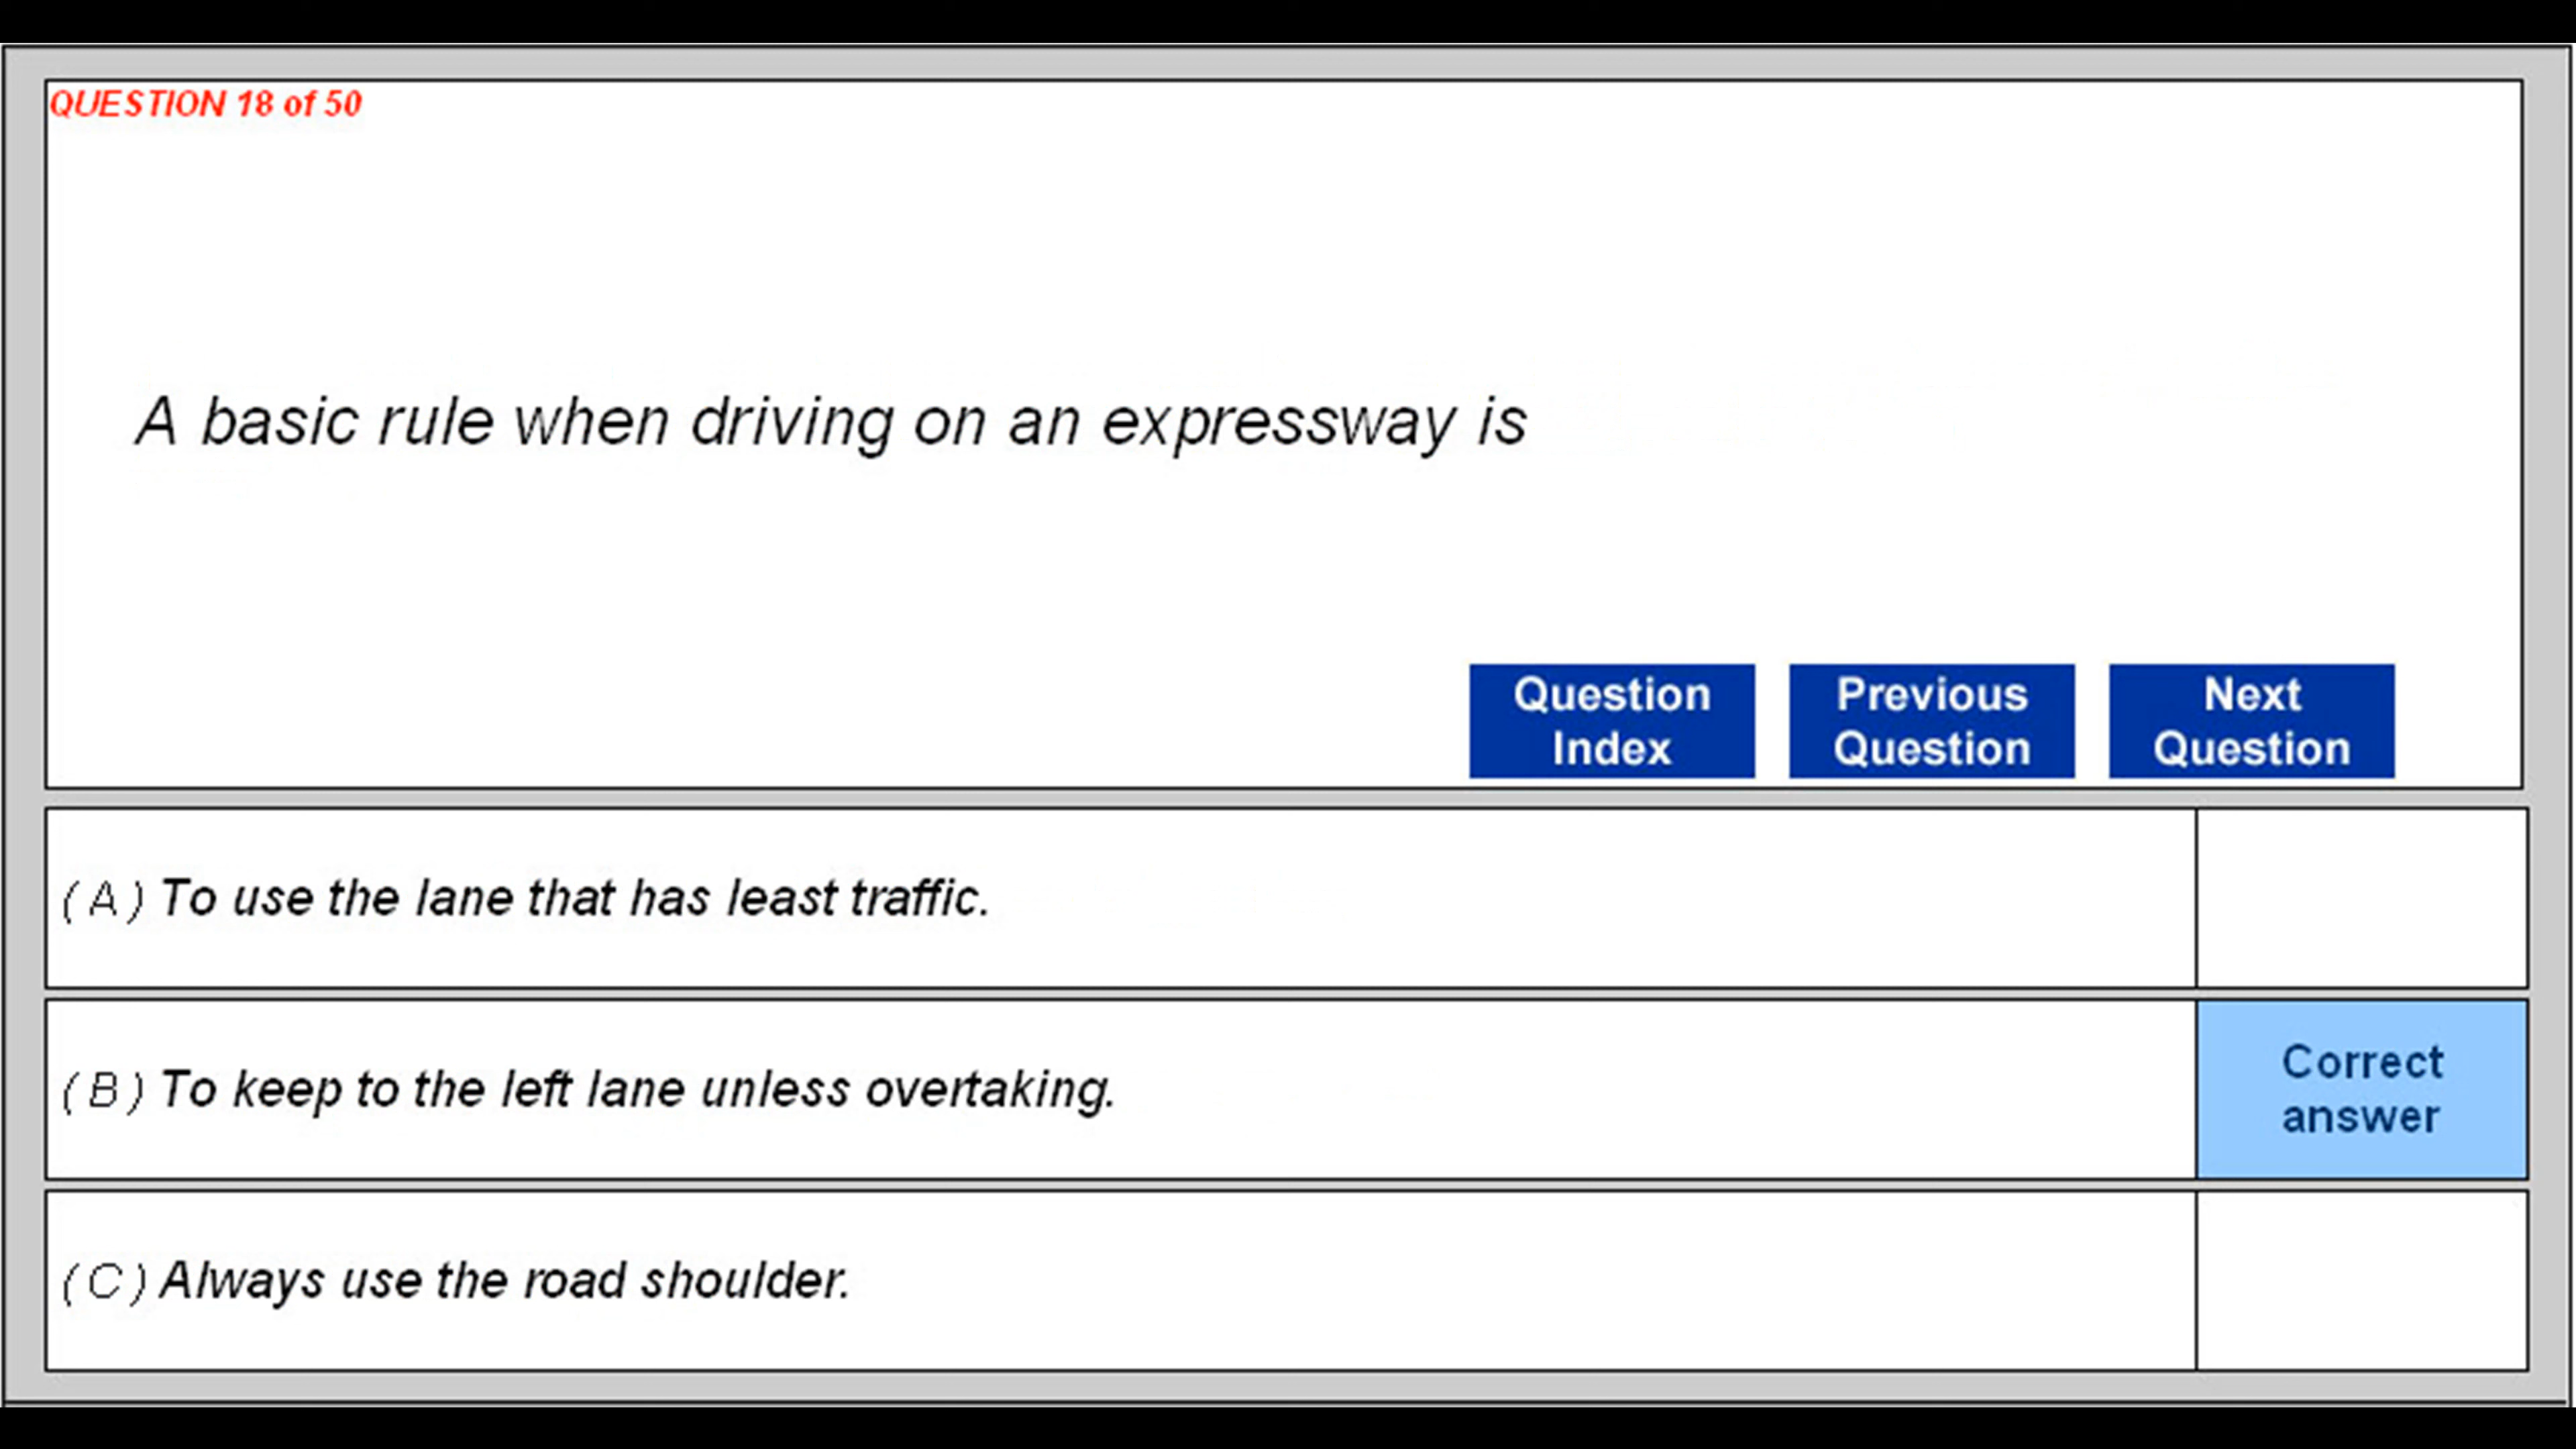 QUESTION 18 of 50
A basic rule when driving on an expressway is
Question
Index
Previous
Question
Next
Question
(A) To use the lane that has least traffic.
(B) To keep to the left lane unless overtaking.
Correct
answer
(C) Always use the road shoulder.